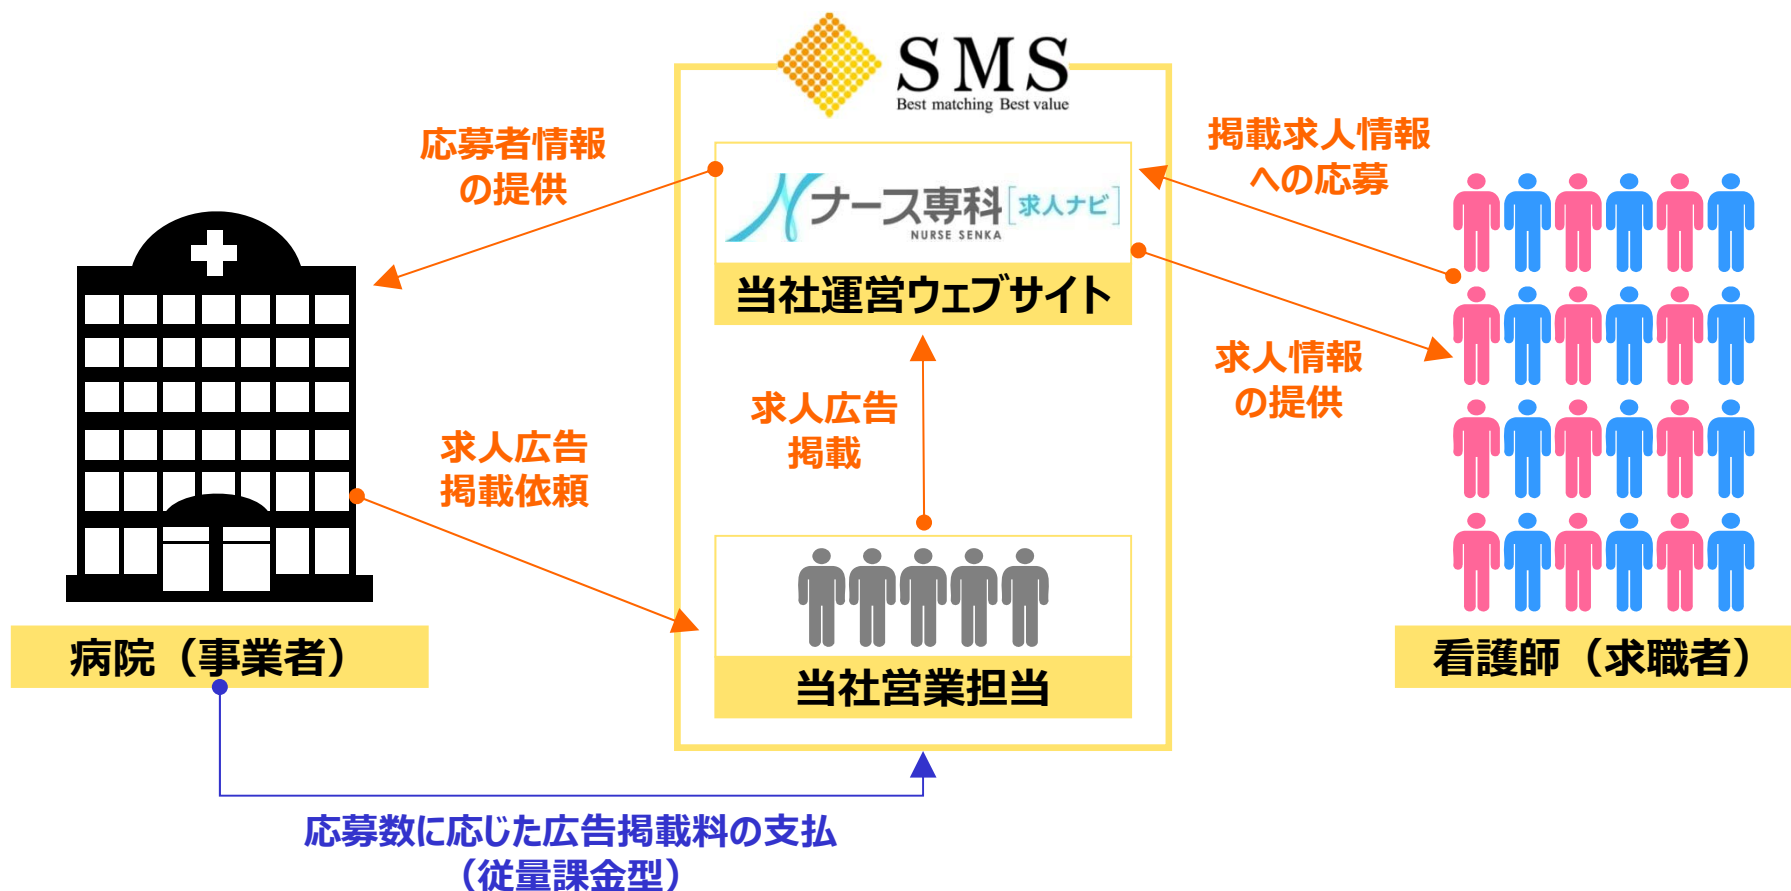 SMS
Best matching Best value
応募者情報
の提供
掲載求人情報
への応募
ナース専科[求人ナビ]
NURSE SENKA
当社運営ウェブサイト
求人情報
の提供
求人広告
掲載
求人広告
掲載依頼
病院（事業者）
当社営業担当
看護師（求職者）
応募数に応じた広告掲載料の支払
（従量課金型）